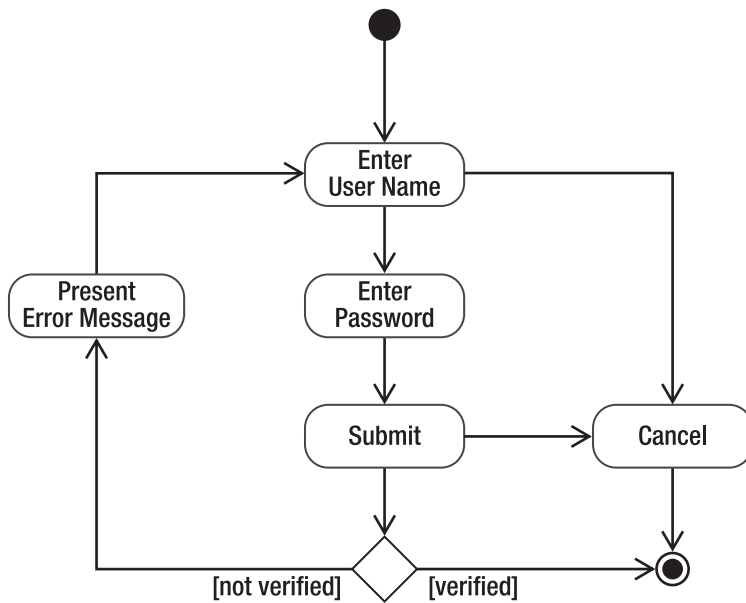 Enter
User Name
Present
Error Message
Enter
Password
Submit
Cancel
[not verified]
[verified]